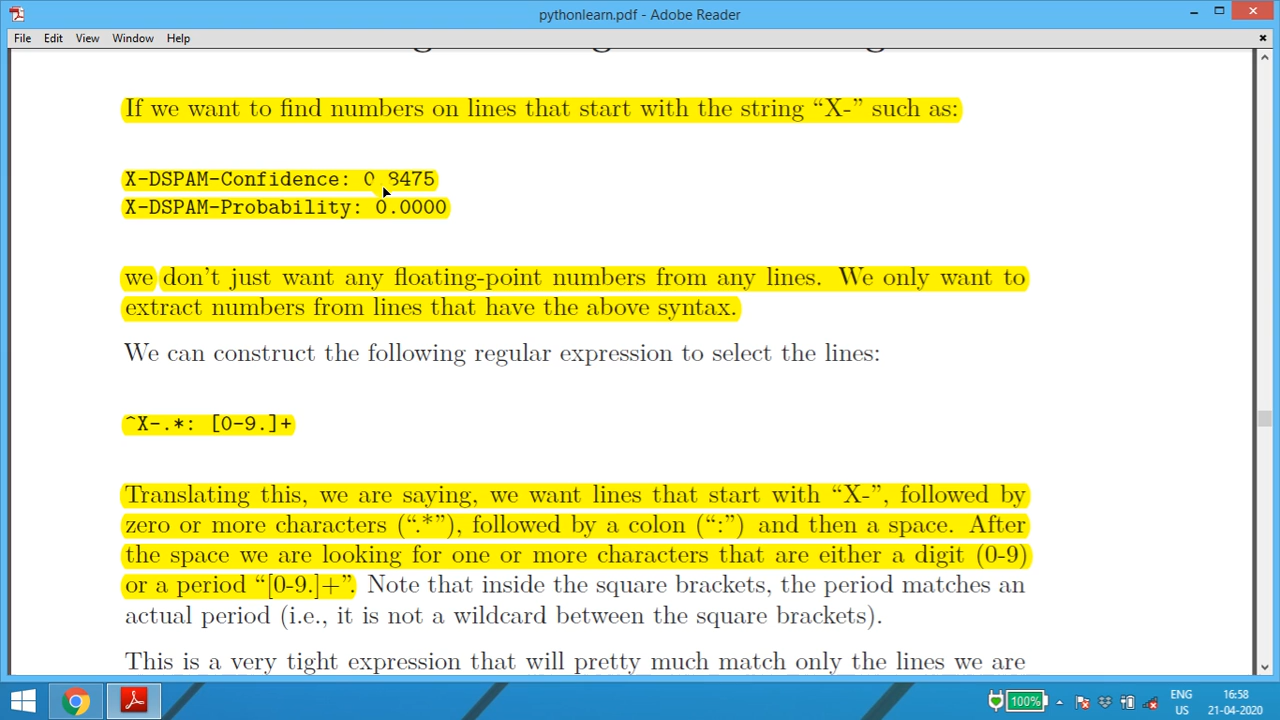 pythonlearn.pdf - Adobe Reader
File Edit View Window Help
If we want to find numbers on lines that start with the string “X-” such as:
X-DSPAM-Confidence: 0.8475
X-DSPAM-Probability: 0.0000
we don’t just want any floating-point numbers from any lines. We only want to
extract numbers from lines that have the above syntax.
We can construct the following regular expression to select the lines:
^X-.*: [0-9.]+
Translating this, we are saying, we want lines that start with “X-”, followed by
zero or more characters (“.*”), followed by a colon (“:”) and then a space. After
the space we are looking for one or more characters that are either a digit (0-9)
or a period “[0-9.]+”. Note that inside the square brackets, the period matches an
actual period (i.e., it is not a wildcard between the square brackets).
This is a very tight expression that will pretty much match only the lines we are
100%
ENG
US
16:58
21-04-2020